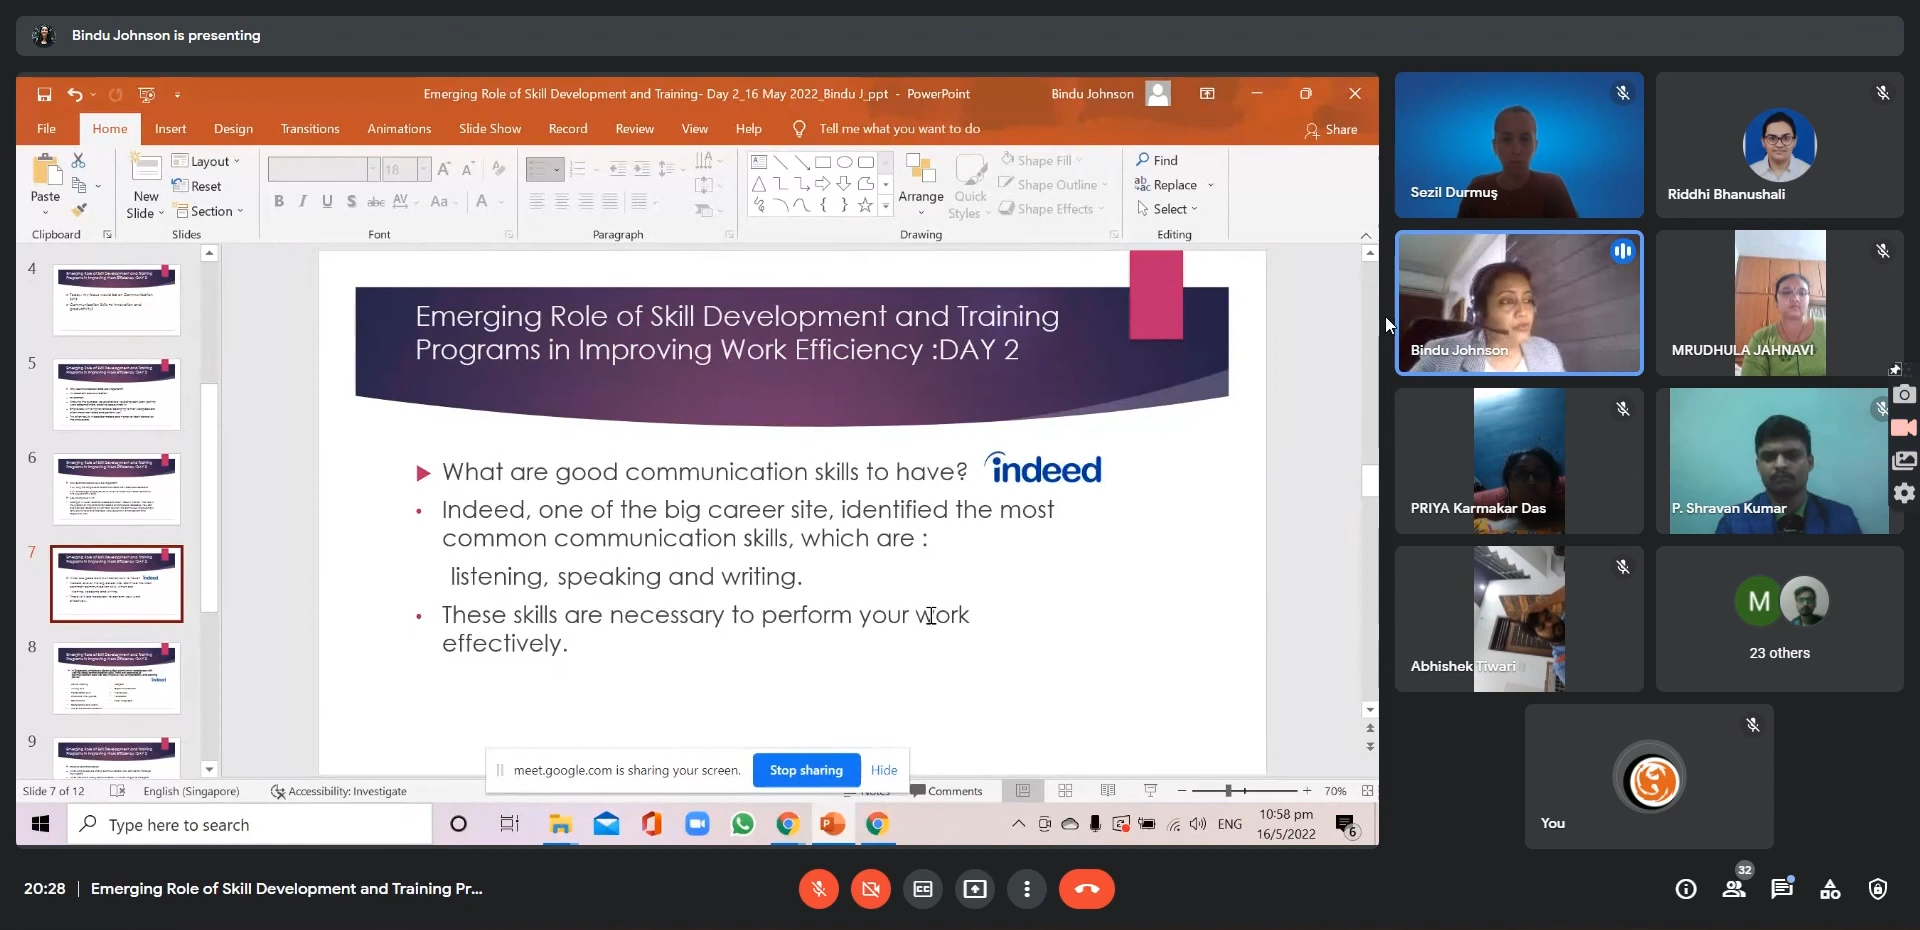 Bindu Johnson is presenting
Emerging Role of Skill Development and Training- Day 2_16 May 2022_Bindu J_ppt - PowerPoint
Bindu Johnson
File Home Insert Design Transitions Animations Slide Show Record Review View Help Tell me what you want to do
Share
Paste
New
Slide
Layout
Reset
Section
18
Arrange
Quick
Styles
Shape Fill
Shape Outline
Shape Effects
Find
Replace
Select
Clipboard Slides Font Paragraph Drawing Editing
4
5
6
7
8
9
Emerging Role of Skill Development and Training
Programs in Improving Work Efficiency :DAY 2
What are good communication skills to have? indeed
• Indeed, one of the big career site, identified the most
common communication skills, which are :
listening, speaking and writing.
• These skills are necessary to perform your work
effectively.
meet.google.com is sharing your screen. Stop sharing Hide
Slide 7 of 12 English (Singapore) Accessibility: Investigate Notes Comments 70%
Type here to search
ENG
10:58 pm
16/5/2022
6
Sezil Durmuş
Riddhi Bhanushali
Bindu Johnson
MRUDHULA JAHNAVI
PRIYA Karmakar Das
P. Shravan Kumar
Abhishek Tiwari
M
23 others
You
20:28 | Emerging Role of Skill Development and Training Pr...
32